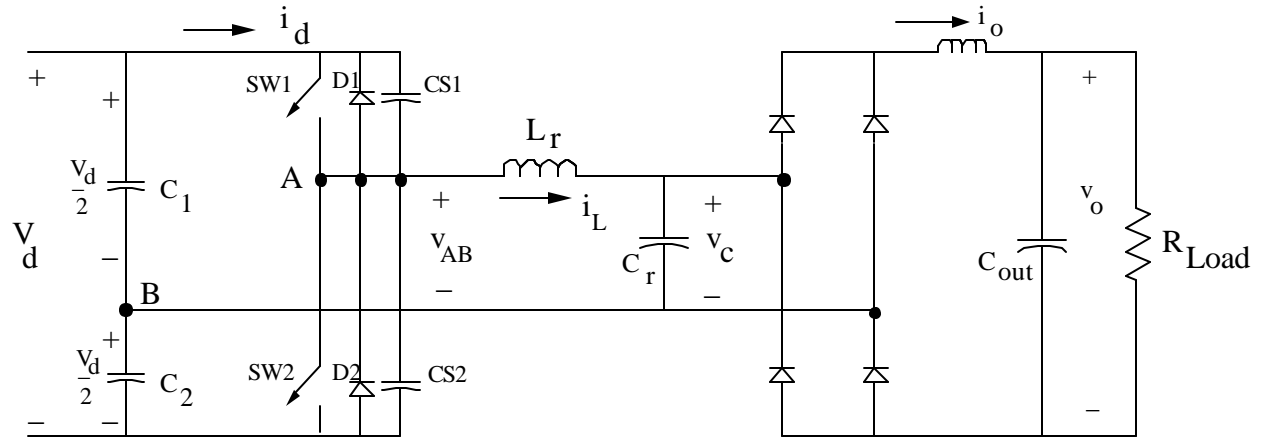 i_d
i_o
+
+
SW1
D1
CS1
+
V_d/2
C_1
L_r
A
+
i_L
+
v_o
V_d
v_AB
C_r
v_c
C_out
R_Load
−
B
−
−
+
V_d/2
C_2
SW2
D2
CS2
−
−
−